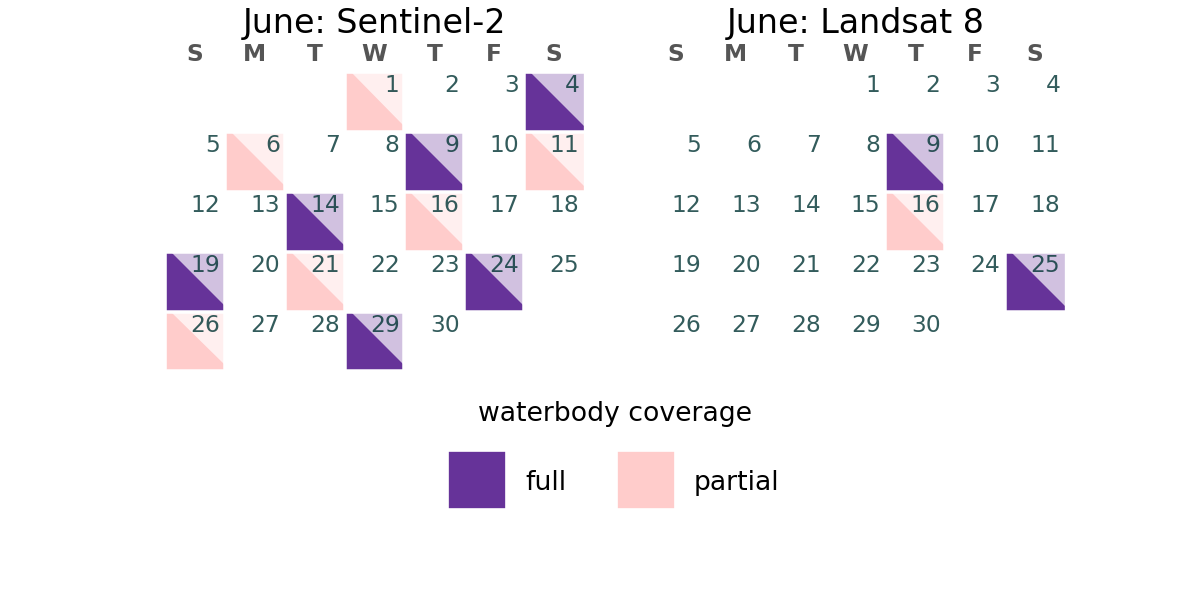 June: Sentinel-2
S M T W T F S
1 2 3 4
5 6 7 8 9 10 11
12 13 14 15 16 17 18
19 20 21 22 23 24 25
26 27 28 29 30
June: Landsat 8
S M T W T F S
1 2 3 4
5 6 7 8 9 10 11
12 13 14 15 16 17 18
19 20 21 22 23 24 25
26 27 28 29 30
waterbody coverage
full partial